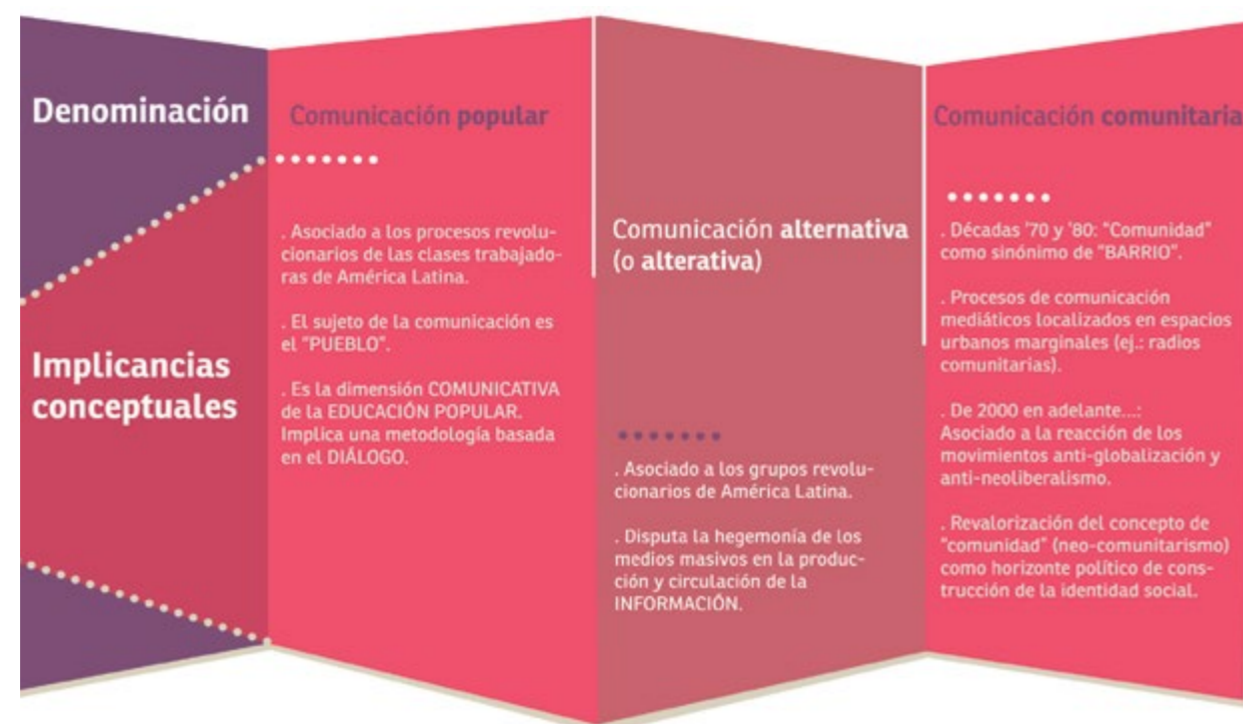 Denominación
Implicancias
conceptuales
Comunicación popular
. Asociado a los procesos revolu-
cionarios de las clases trabajado-
ras de América Latina.
. El sujeto de la comunicación es
el "PUEBLO".
. Es la dimensión COMUNICATIVA
de la EDUCACIÓN POPULAR.
Implica una metodología basada
en el DIÁLOGO.
Comunicación alternativa
(o alterativa)
. Asociado a los grupos revolu-
cionarios de América Latina.
. Disputa la hegemonía de los
medios masivos en la produc-
ción y circulación de la
INFORMACIÓN.
Comunicación comunitaria
. Décadas '70 y '80: "Comunidad"
como sinónimo de "BARRIO".
. Procesos de comunicación
mediáticos localizados en espacios
urbanos marginales (ej.: radios
comunitarias).
. De 2000 en adelante...:
Asociado a la reacción de los
movimientos anti-globalización y
anti-neoliberalismo.
. Revalorización del concepto de
"comunidad" (neo-comunitarismo)
como horizonte político de cons-
trucción de la identidad social.